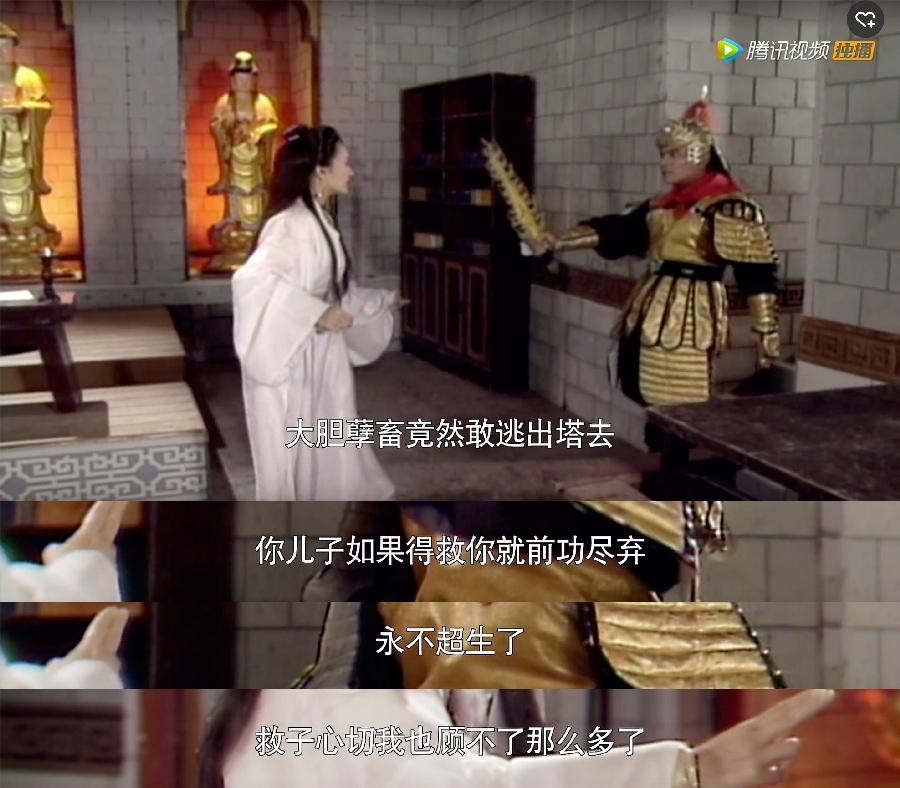 腾讯视频 独播
大胆孽畜竟然敢逃出塔去
你儿子如果得救你就前功尽弃
永不超生了
救子心切我也顾不了那么多了